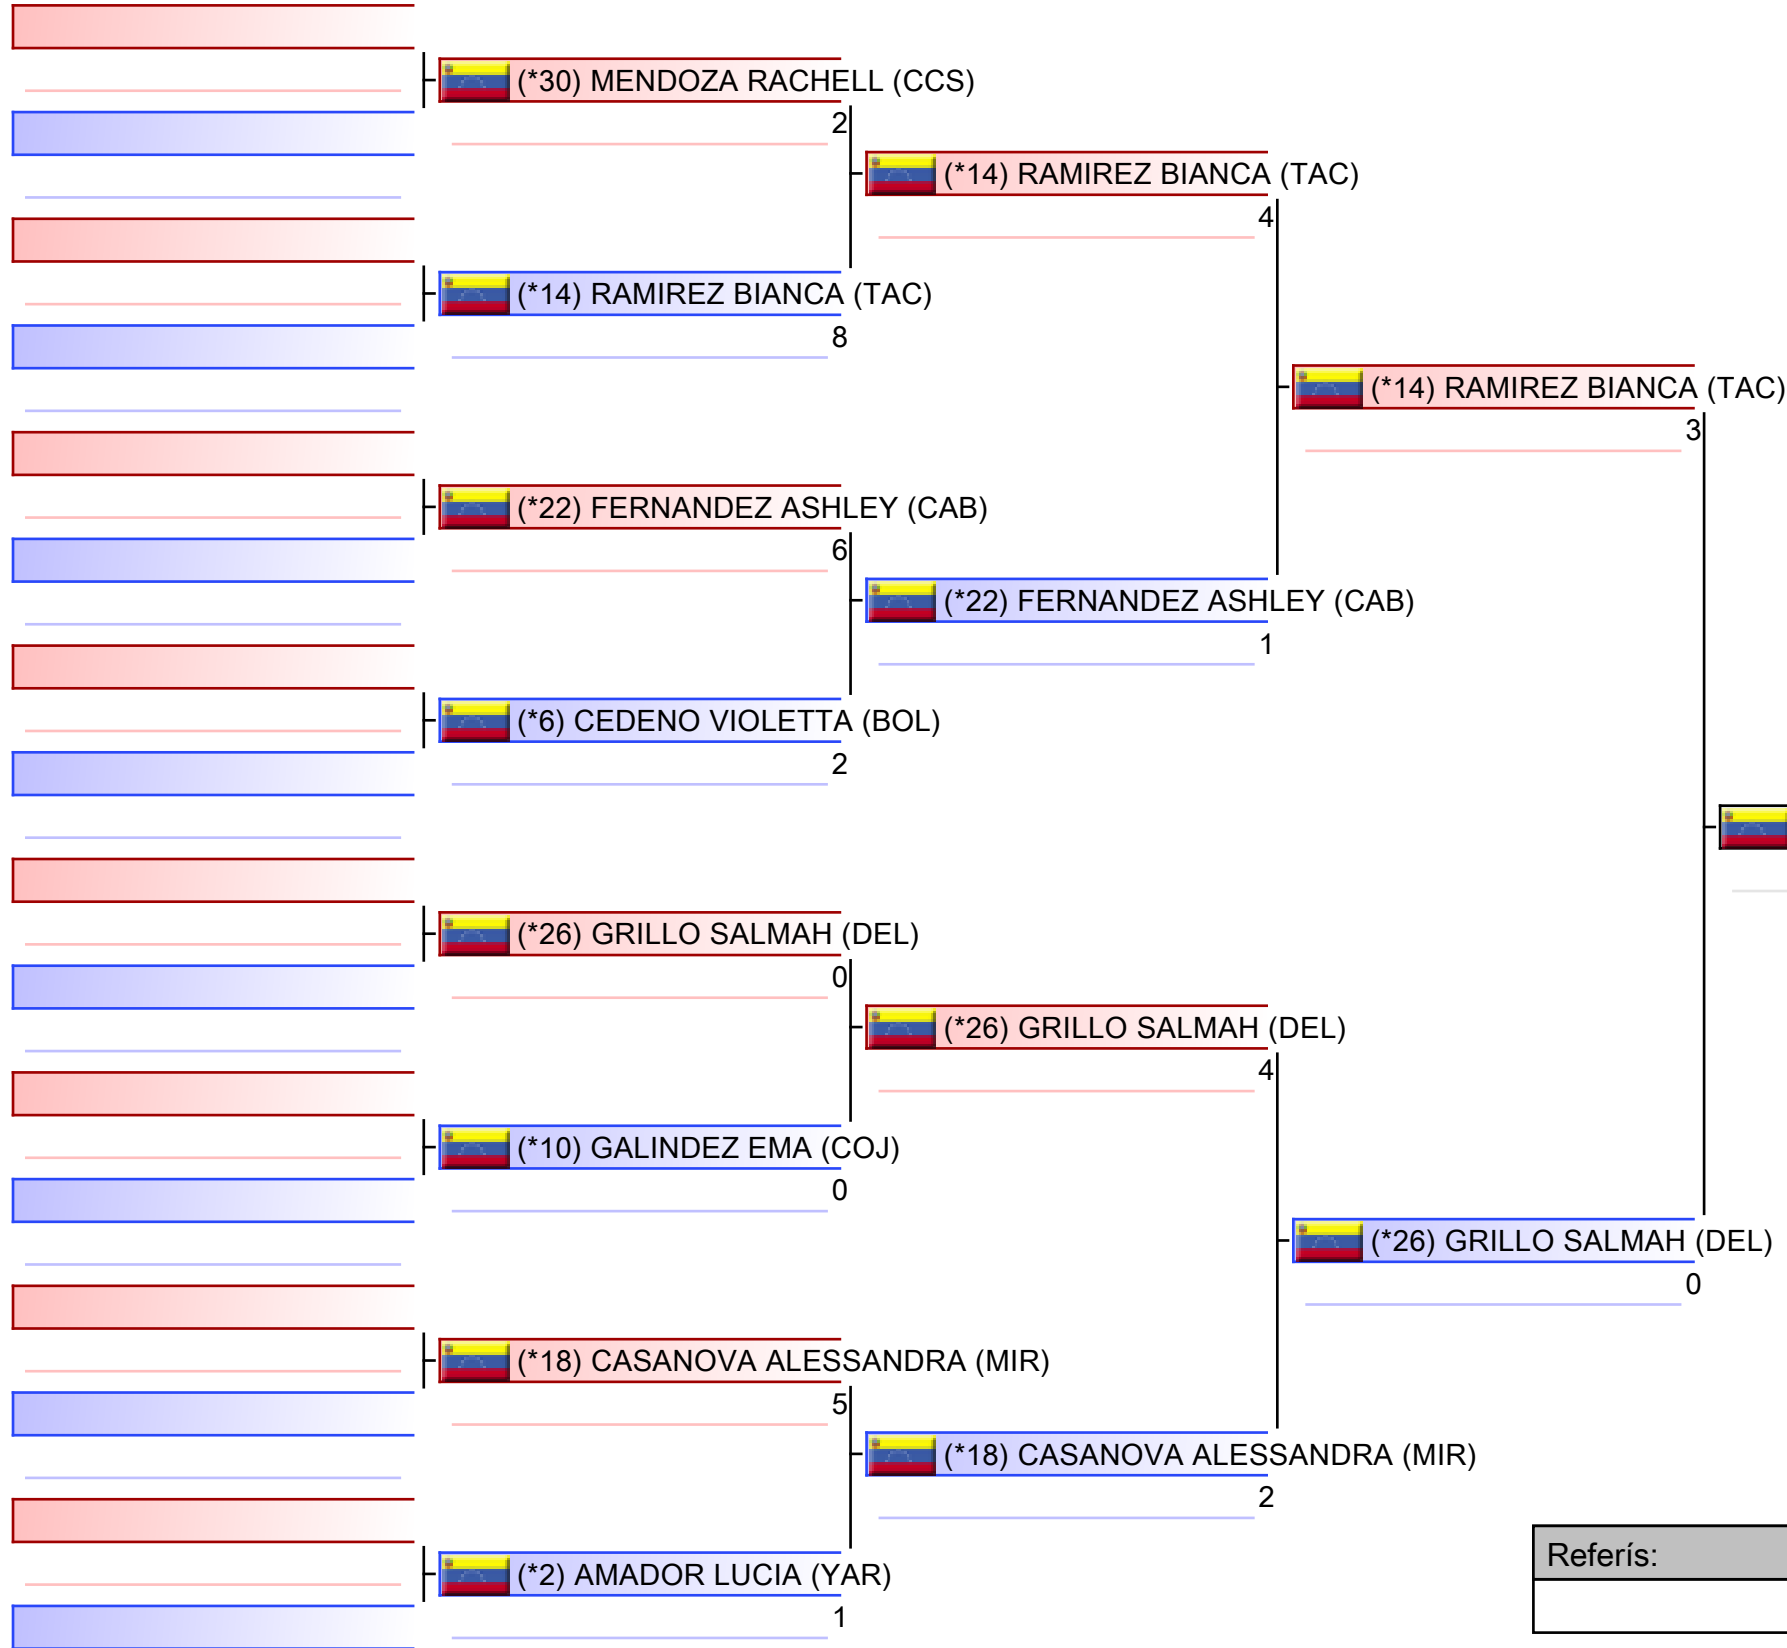 (*30) MENDOZA RACHELL (CCS)
2
(*14) RAMIREZ BIANCA (TAC)
4
(*14) RAMIREZ BIANCA (TAC)
8
(*14) RAMIREZ BIANCA (TAC)
3
(*22) FERNANDEZ ASHLEY (CAB)
6
(*22) FERNANDEZ ASHLEY (CAB)
1
(*6) CEDENO VIOLETTA (BOL)
2
(*26) GRILLO SALMAH (DEL)
0
(*26) GRILLO SALMAH (DEL)
4
(*10) GALINDEZ EMA (COJ)
0
(*26) GRILLO SALMAH (DEL)
0
(*18) CASANOVA ALESSANDRA (MIR)
5
(*18) CASANOVA ALESSANDRA (MIR)
2
(*2) AMADOR LUCIA (YAR)
1
Referís: